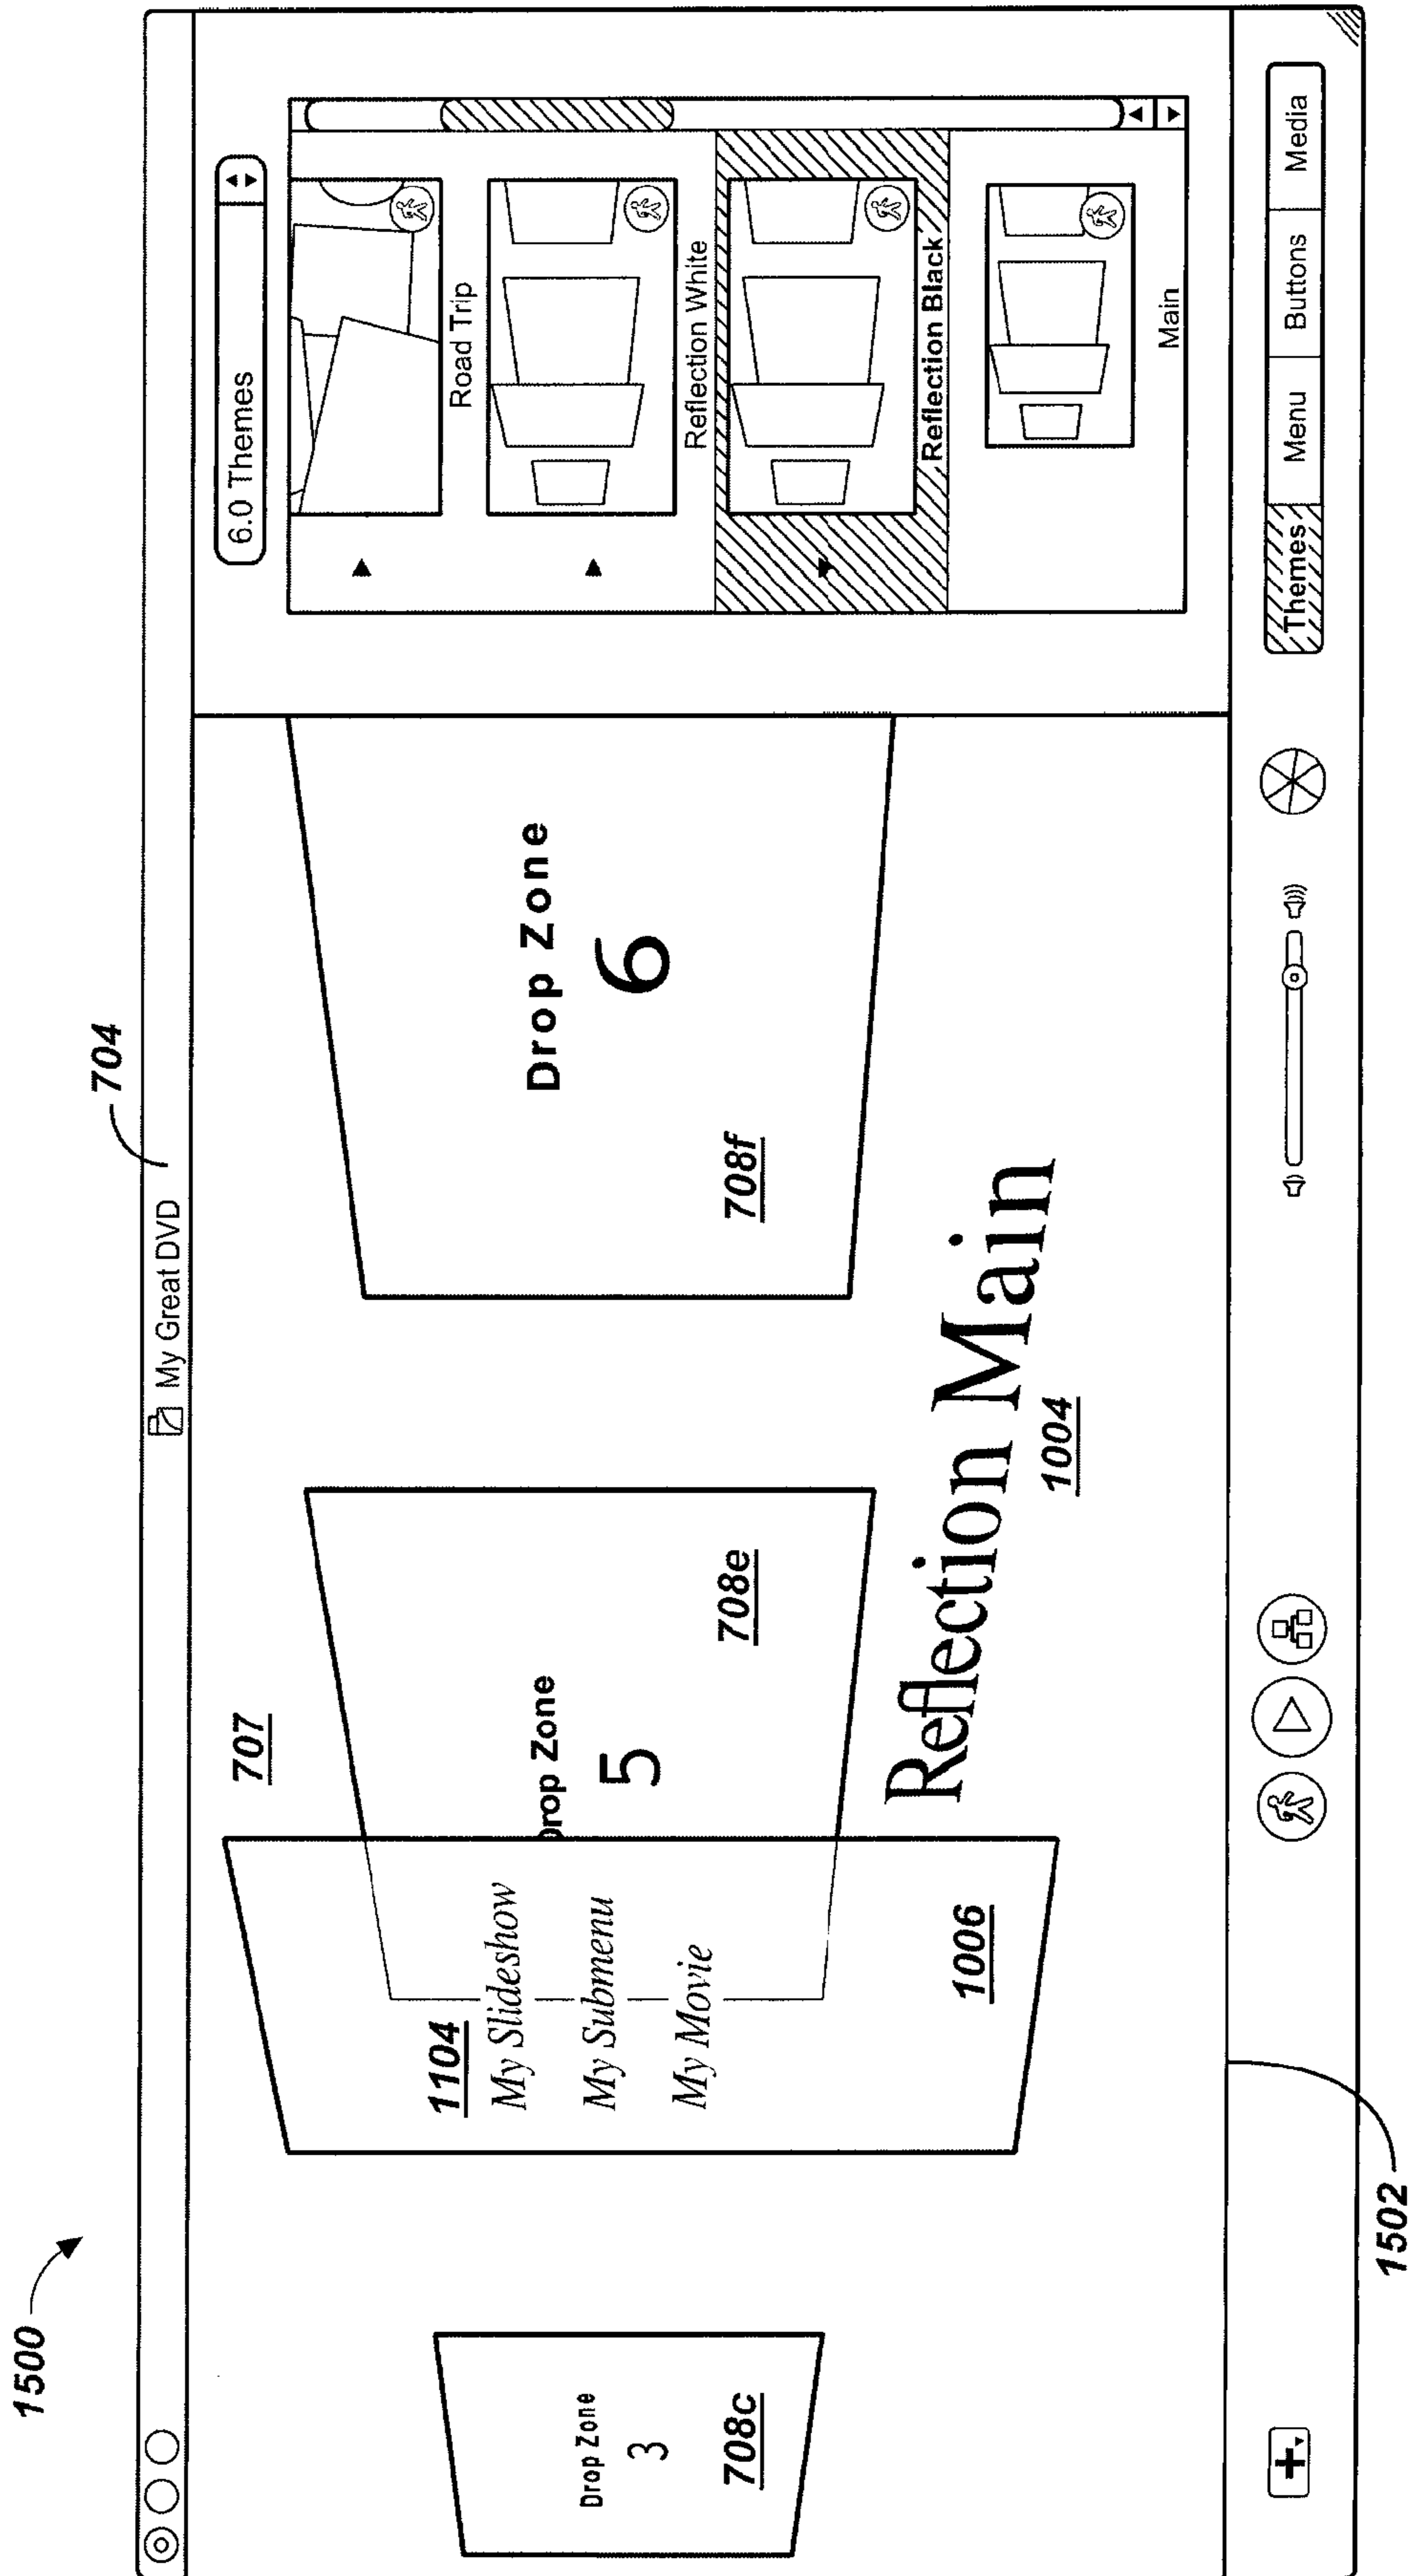 1500
704
My Great DVD
707
Drop Zone
3
708c
1104
My Slideshow
My Submenu
My Movie
1006
Drop Zone
5
708e
Drop Zone
6
708f
Reflection Main
1004
6.0 Themes
Road Trip
Reflection White
Reflection Black
Main
Themes
Menu
Buttons
Media
1502